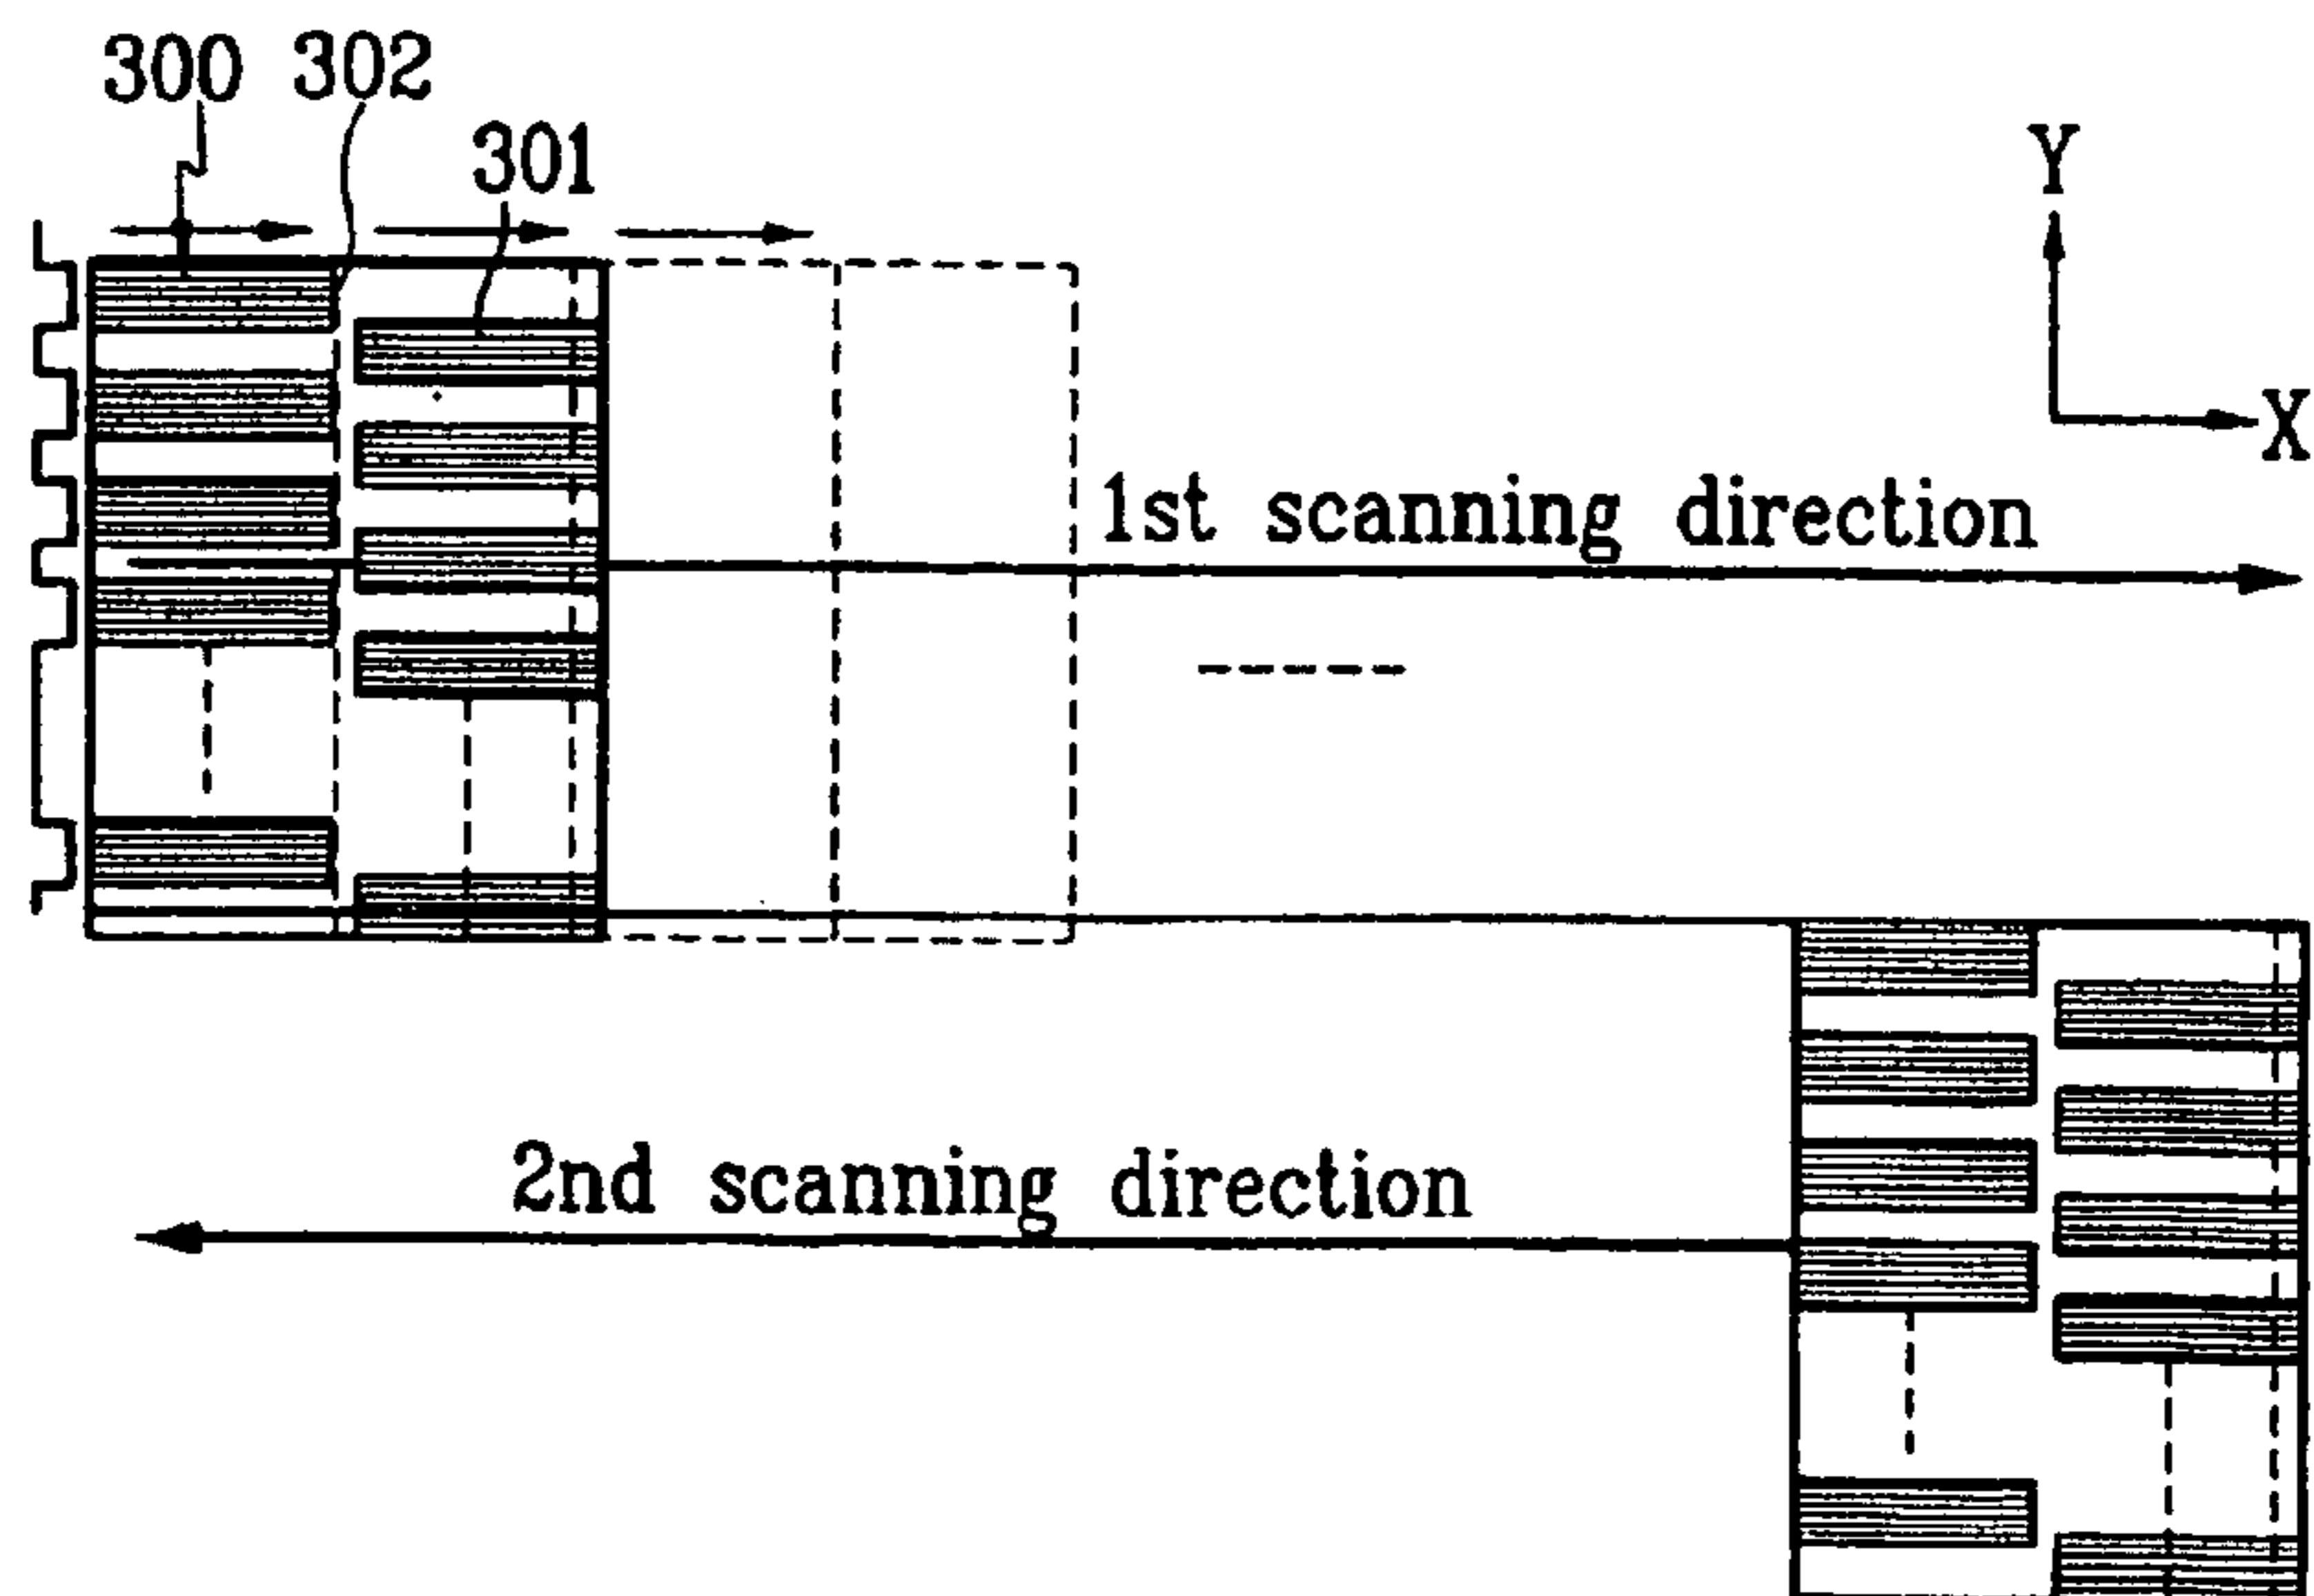 300 302
301
Y
X
1st scanning direction
2nd scanning direction